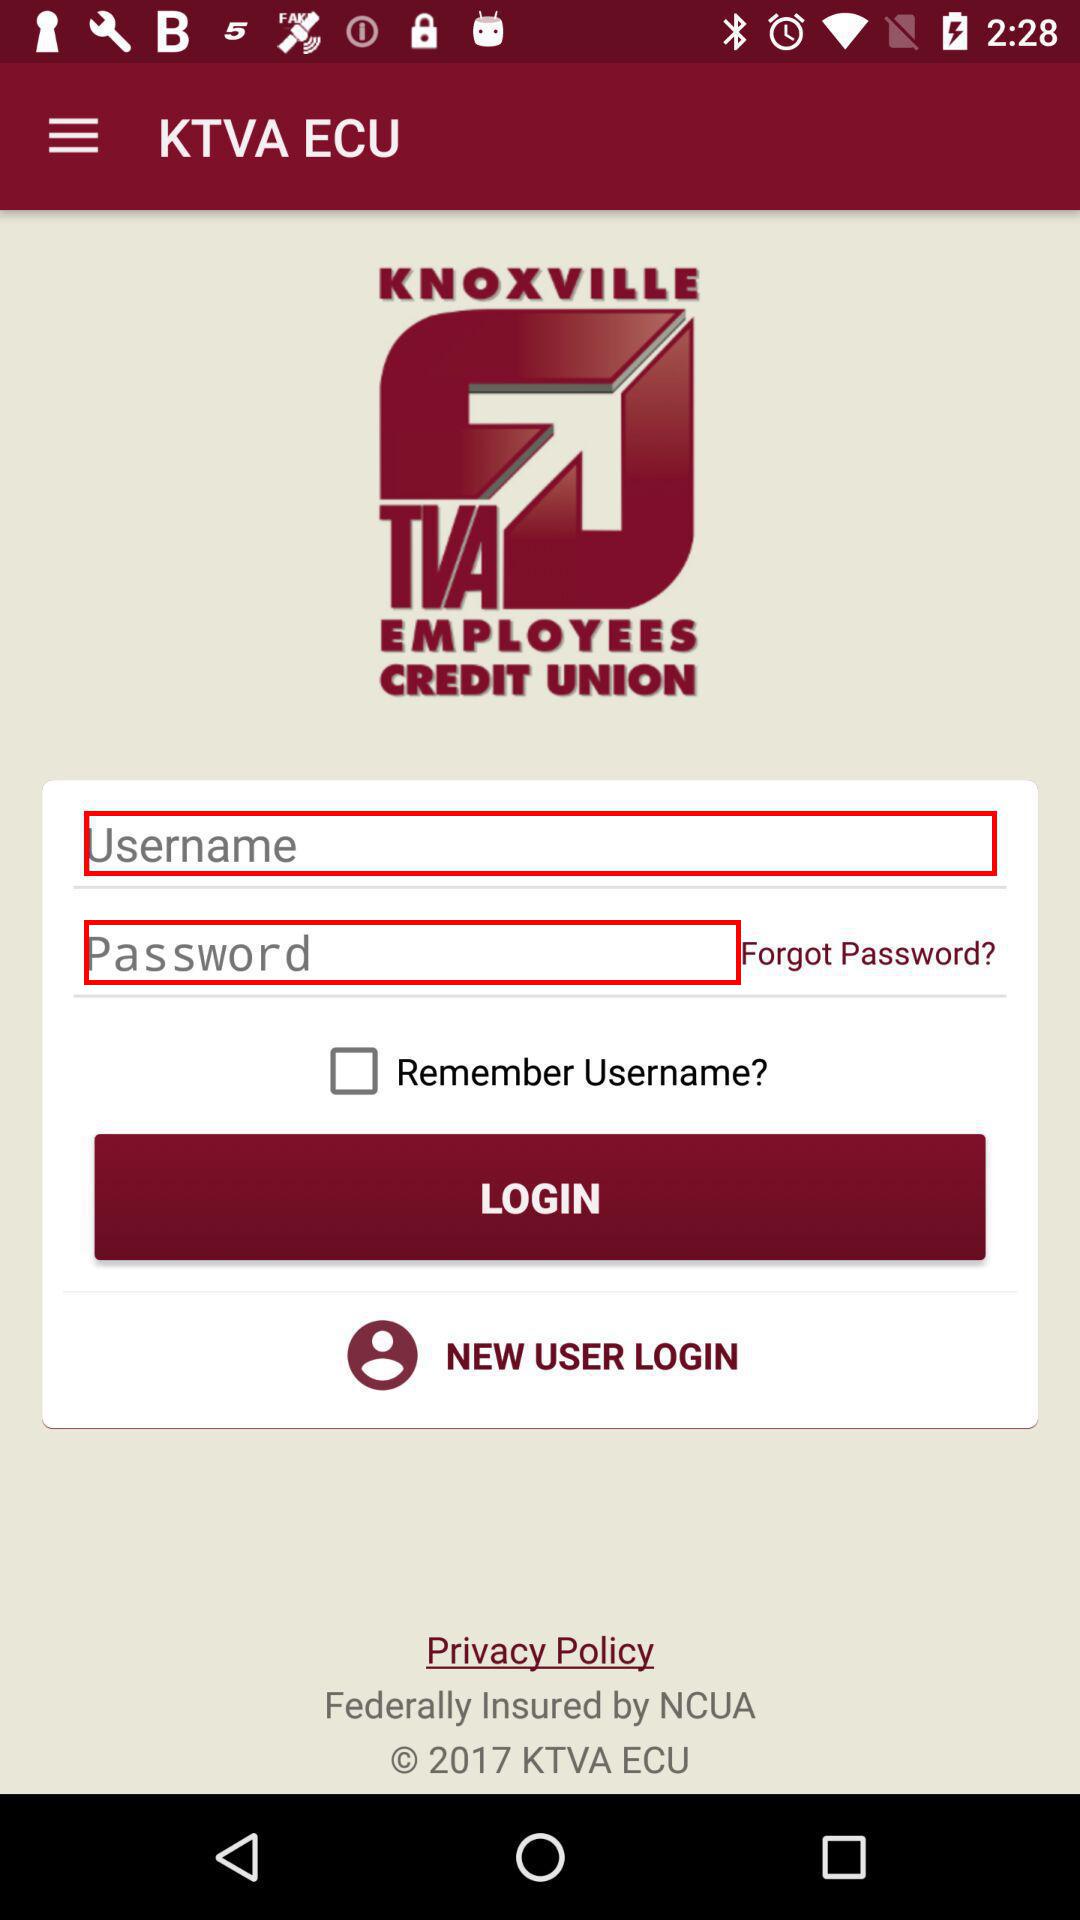 2:28
KTVA ECU
KNOXVILLE
TVA
EMPLOYEES
CREDIT UNION
Username
Password
Forgot Password?
Remember Username?
LOGIN
NEW USER LOGIN
Privacy Policy
Federally Insured by NCUA
© 2017 KTVA ECU